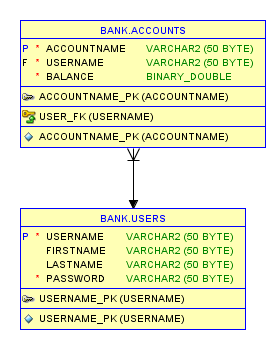 BANK.ACCOUNTS
P * ACCOUNTNAME VARCHAR2 (50 BYTE)
F * USERNAME VARCHAR2 (50 BYTE)
* BALANCE BINARY_DOUBLE
ACCOUNTNAME_PK (ACCOUNTNAME)
USER_FK (USERNAME)
ACCOUNTNAME_PK (ACCOUNTNAME)
BANK.USERS
P * USERNAME VARCHAR2 (50 BYTE)
FIRSTNAME VARCHAR2 (50 BYTE)
LASTNAME VARCHAR2 (50 BYTE)
* PASSWORD VARCHAR2 (50 BYTE)
USERNAME_PK (USERNAME)
USERNAME_PK (USERNAME)